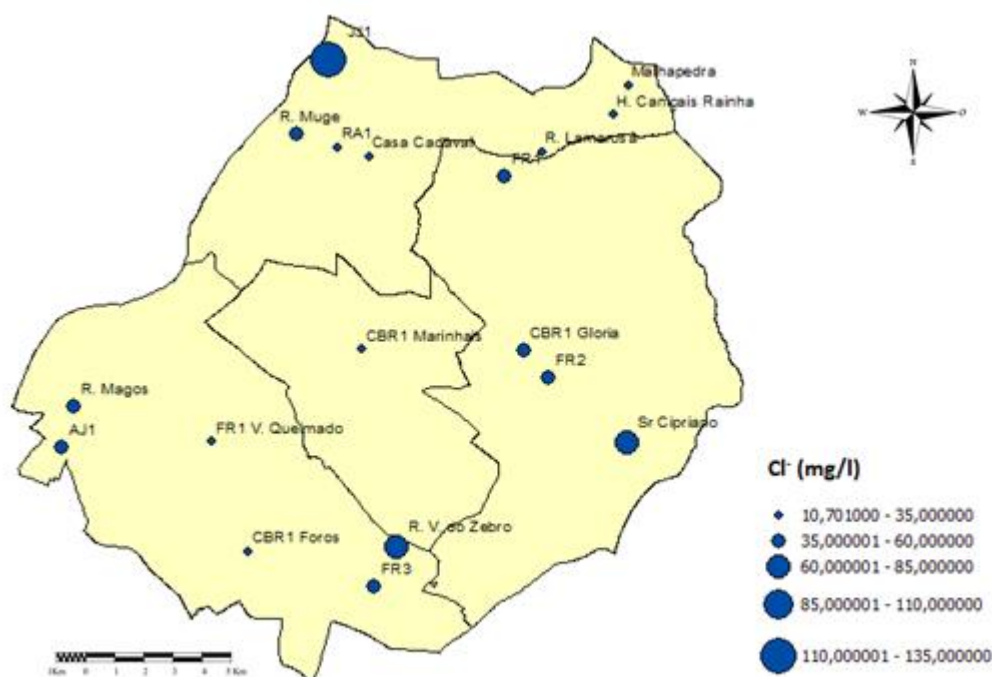 JJ1
Malhapedra
N
H. Caniçais Rainha
W
O
R. Muge
RA1
Casa Cadaval
R. Lamarosa
FR1
S
CBR1 Marinhais
CBR1 Gloria
FR2
R. Magos
AJ1
FR1 V. Queimado
Sr Cipriano
Cl⁻ (mg/l)
10,701000 - 35,000000
R. V. do Zebro
35,000001 - 60,000000
CBR1 Foros
FR3
60,000001 - 85,000000
85,000001 - 110,000000
0 1 2 3 4 5 Km
110,000001 - 135,000000